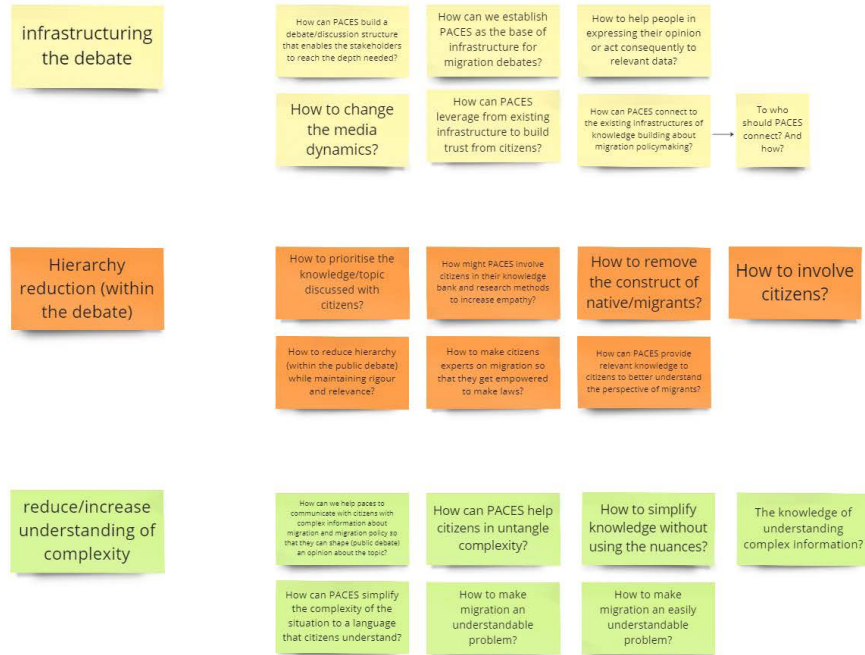 infrastructuring
the debate
How can PACES build a
debate/discussion structure
that enables the stakeholders
to reach the depth needed?
How can we establish
PACES as the base of
infrastructure for
migration debates?
How to help people in
expressing their opinion
or act consequently to
relevant data?
How to change
the media
dynamics?
How can PACES
leverage from existing
infrastructure to build
trust from citizens?
How can PACES connect to
the existing infrastructures of
knowledge building about
migration policymaking?
To who
should PACES
connect? And
how?
Hierarchy
reduction (within
the debate)
How to prioritise the
knowledge/topic
discussed with
citizens?
How might PACES involve
citizens in their knowledge
bank and research methods
to increase empathy?
How to remove
the construct of
native/migrants?
How to involve
citizens?
How to reduce hierarchy
(within the public debate)
while maintaining rigour
and relevance?
How to make citizens
experts on migration so
that they get empowered
to make laws?
How can PACES provide
relevant knowledge to
citizens to better understand
the perspective of migrants?
reduce/increase
understanding of
complexity
How can we help paces to
communicate with citizens with
complex information about
migration and migration policy so
that they can shape (public debate)
an opinion about the topic?
How can PACES help
citizens in untangle
complexity?
How to simplify
knowledge without
using the nuances?
The knowledge of
understanding
complex information?
How can PACES simplify
the complexity of the
situation to a language
that citizens understand?
How to make
migration an
understandable
problem?
How to make
migration an easily
understandable
problem?